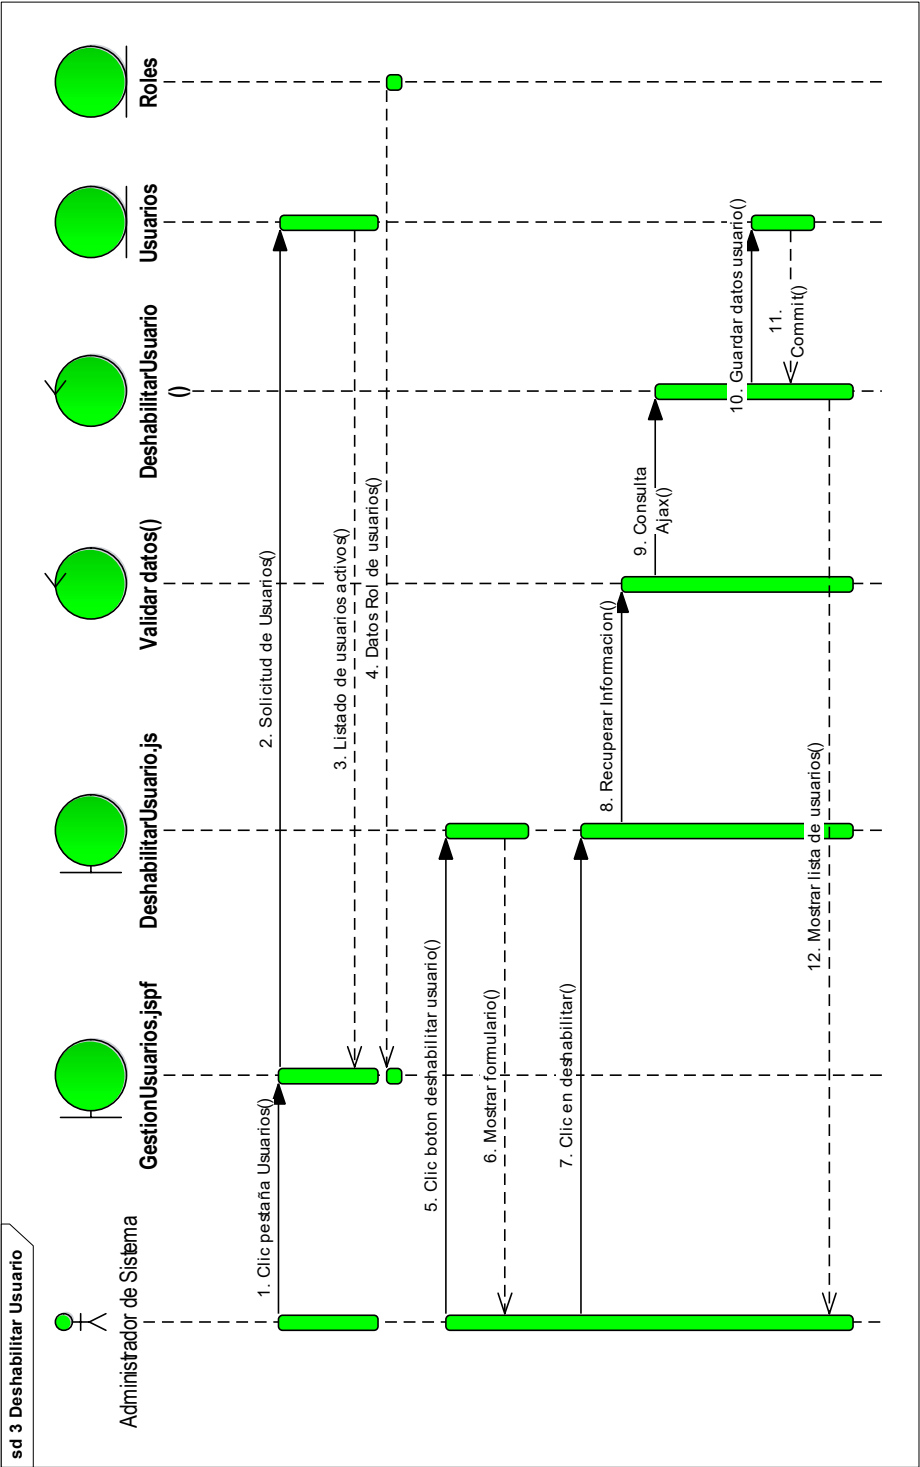 sd 3 Deshabilitar Usuario
Administrador de Sistema
GestionUsuarios.jspf
DeshabilitarUsuario.js
Validar datos()
DeshabilitarUsuario
()
Usuarios
Roles
1. Clic pestaña Usuarios()
2. Solicitud de Usuarios()
3. Listado de usuarios activos()
4. Datos Rol de usuarios()
5. Clic boton deshabilitar usuario()
6. Mostrar formulario()
7. Clic en deshabilitar()
8. Recuperar Informacion()
9. Consulta
Ajax()
10. Guardar datos usuario()
11.
Commit()
12. Mostrar lista de usuarios()